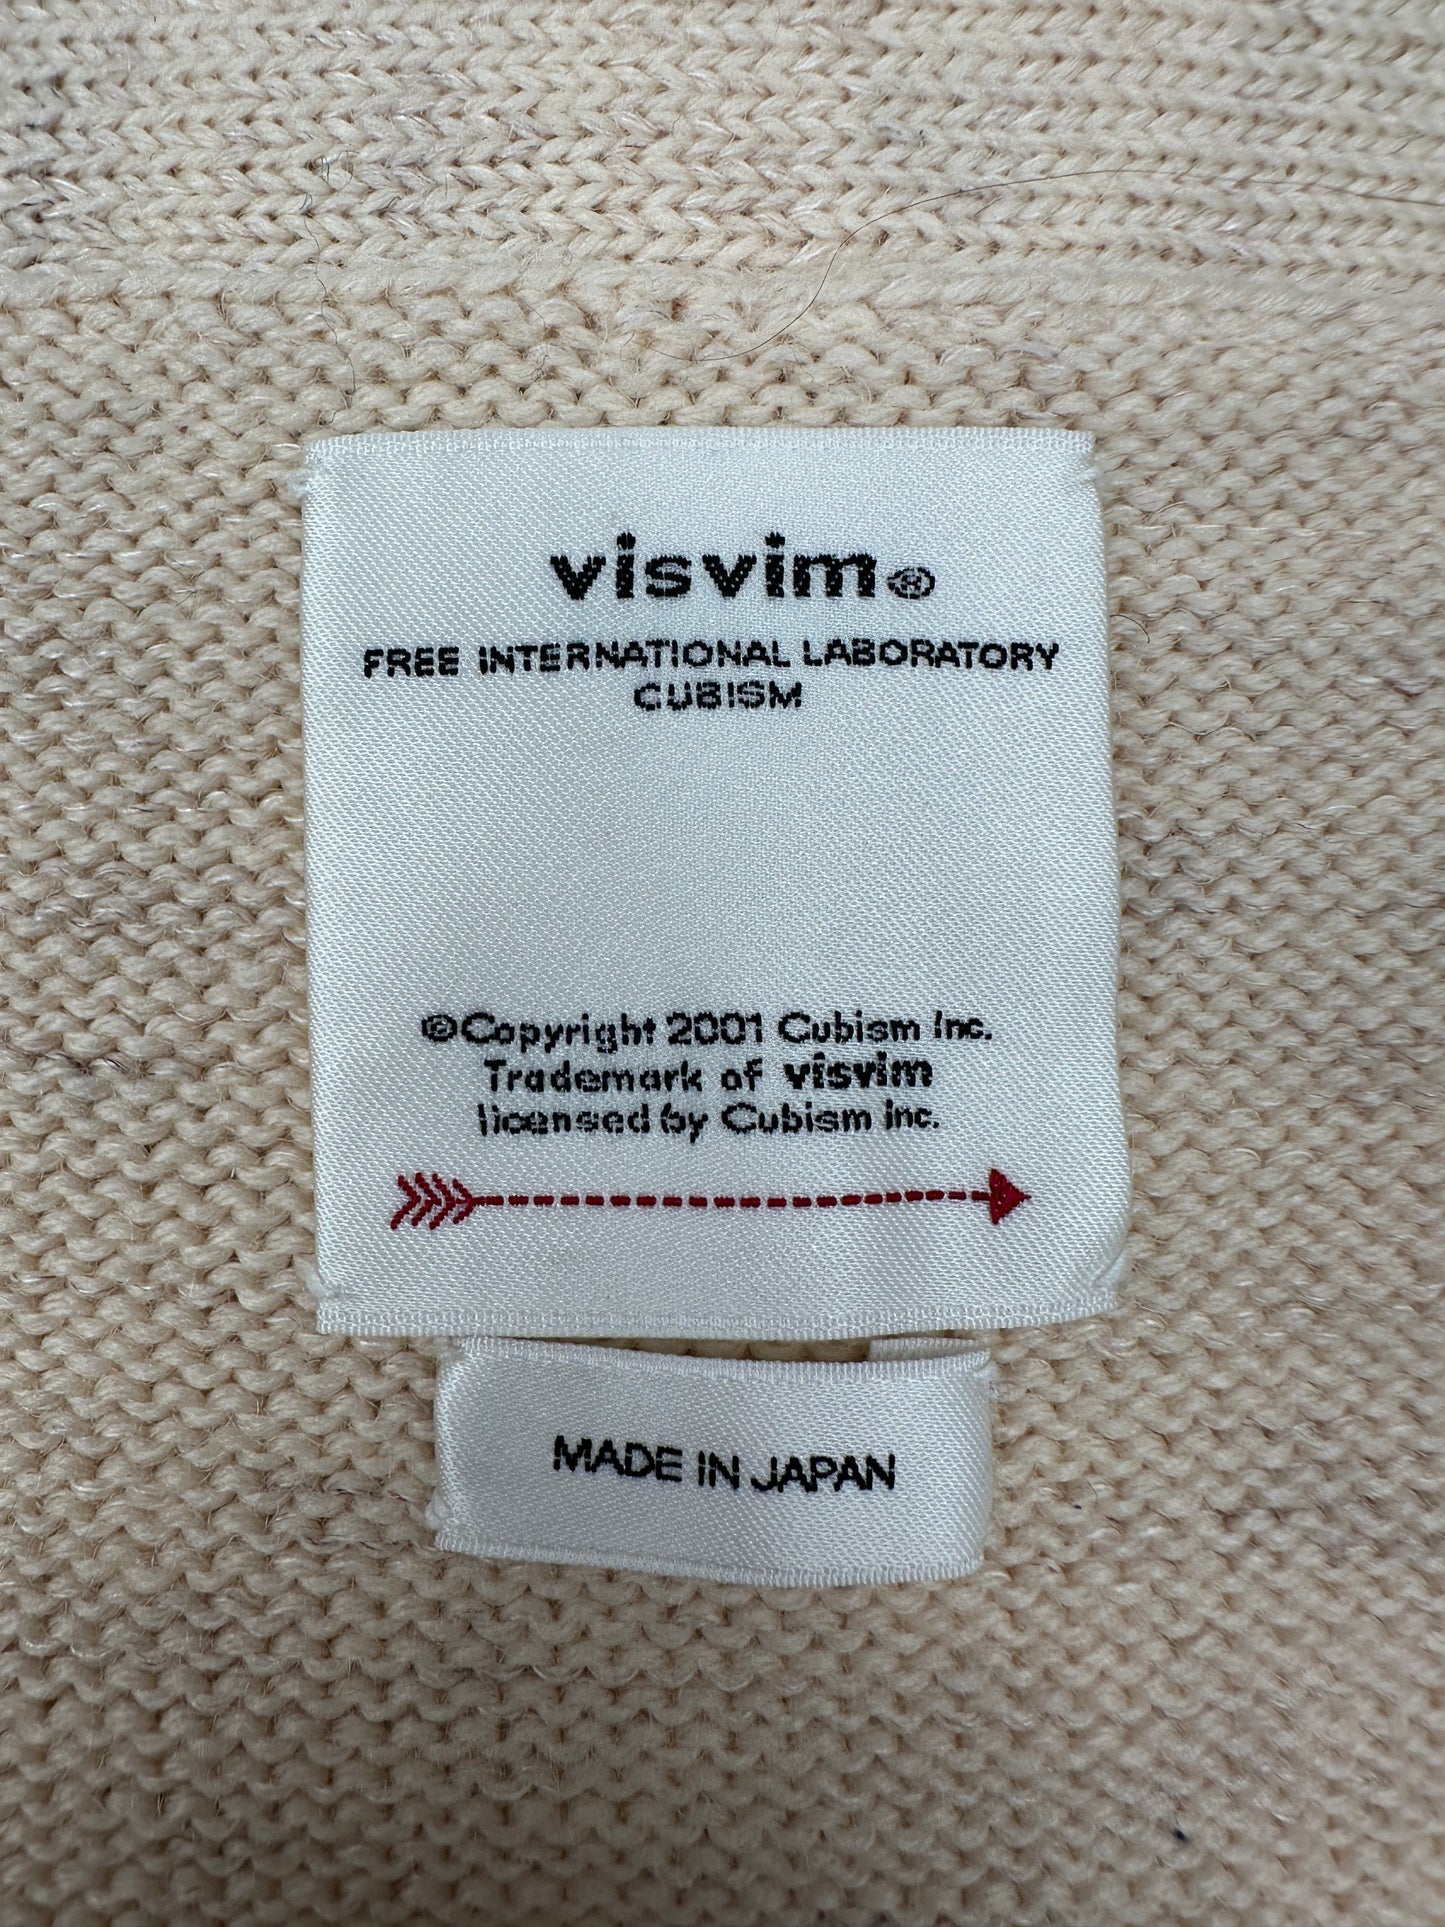 visvim®
FREE INTERNATIONAL LABORATORY
CUBISM
©Copyright 2001 Cubism Inc.
Trademark of visvim
licensed by Cubism inc.
MADE IN JAPAN